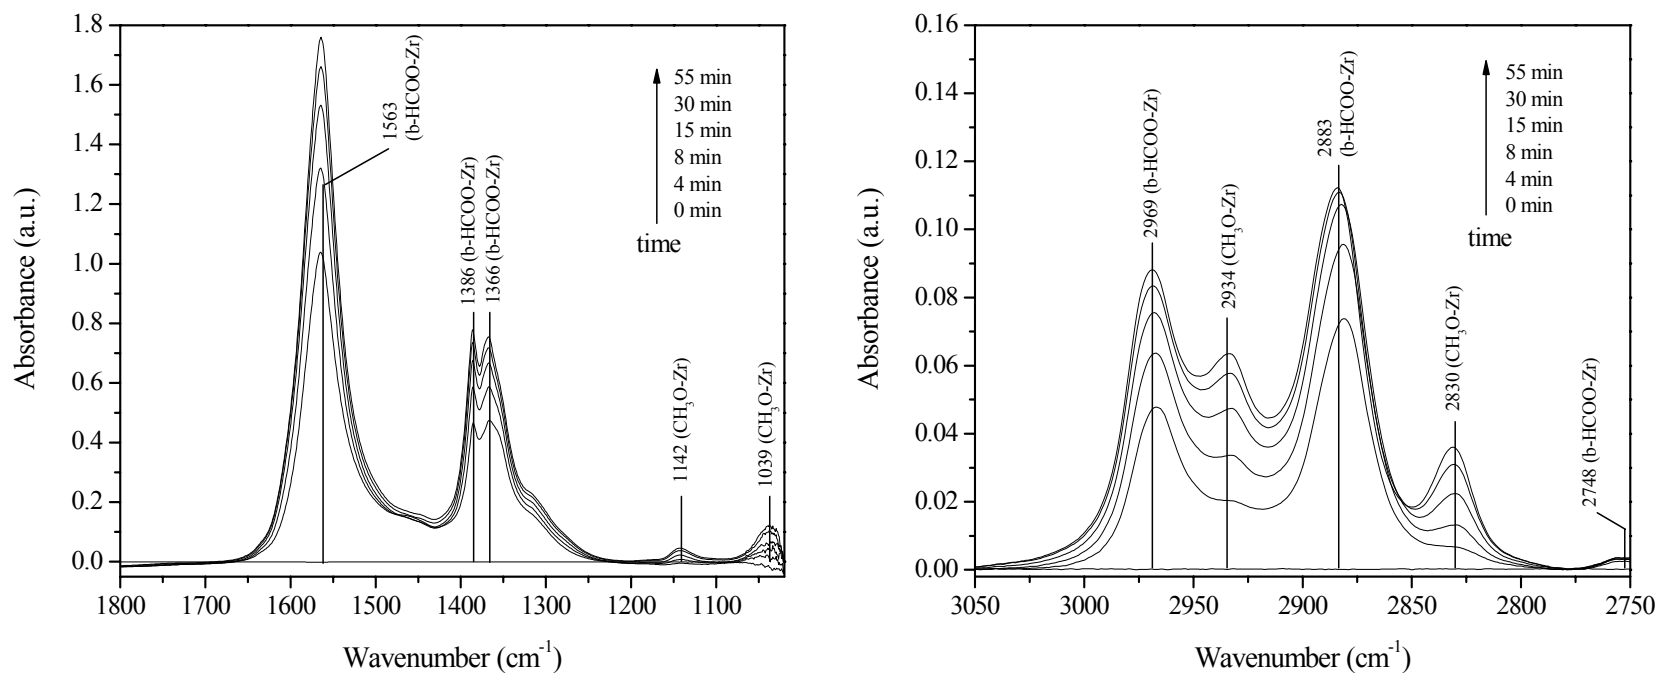 1.8
1.6
1.4
1.2
1.0
0.8
0.6
0.4
0.2
0.0
Absorbance (a.u.)
1800
1700
1600
1500
1400
1300
1200
1100
Wavenumber (cm⁻¹)
1563
(b-HCOO-Zr)
1386 (b-HCOO-Zr)
1366 (b-HCOO-Zr)
1142 (CH₃O-Zr)
1039 (CH₃O-Zr)
55 min
30 min
15 min
8 min
4 min
0 min
time
0.16
0.14
0.12
0.10
0.08
0.06
0.04
0.02
0.00
Absorbance (a.u.)
3050
3000
2950
2900
2850
2800
2750
Wavenumber (cm⁻¹)
2969 (b-HCOO-Zr)
2934 (CH₃O-Zr)
2883
(b-HCOO-Zr)
2830 (CH₃O-Zr)
2748 (b-HCOO-Zr)
55 min
30 min
15 min
8 min
4 min
0 min
time